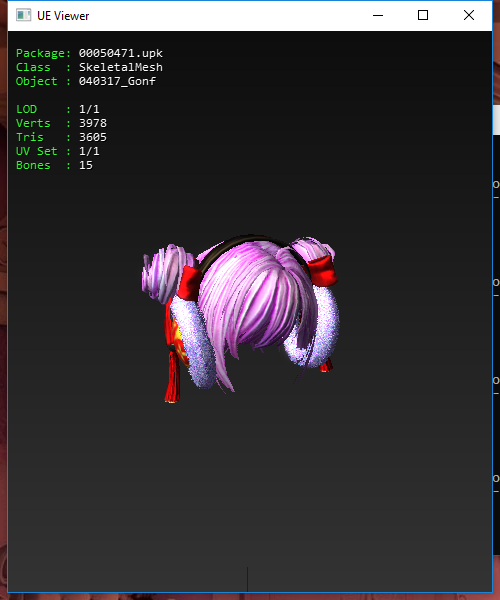 UE Viewer
Package: 00050471.upk
Class : SkeletalMesh
Object : 040317_Gonf
LOD : 1/1
Verts : 3978
Tris : 3605
UV Set : 1/1
Bones : 15